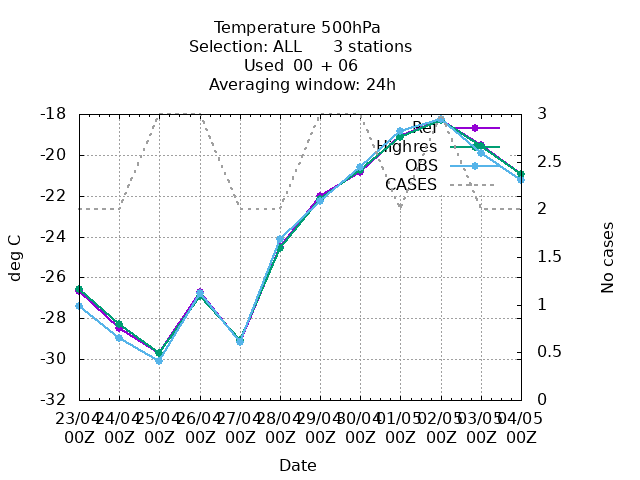 Temperature 500hPa
Selection: ALL 3 stations
Used 00 + 06
Averaging window: 24h
-18
-20
-22
-24
-26
-28
-30
-32
deg C
3
2.5
2
1.5
1
0.5
0
No cases
Ref
Highres
OBS
CASES
23/04 24/04 25/04 26/04 27/04 28/04 29/04 30/04 01/05 02/05 03/05 04/05
00Z 00Z 00Z 00Z 00Z 00Z 00Z 00Z 00Z 00Z 00Z 00Z
Date